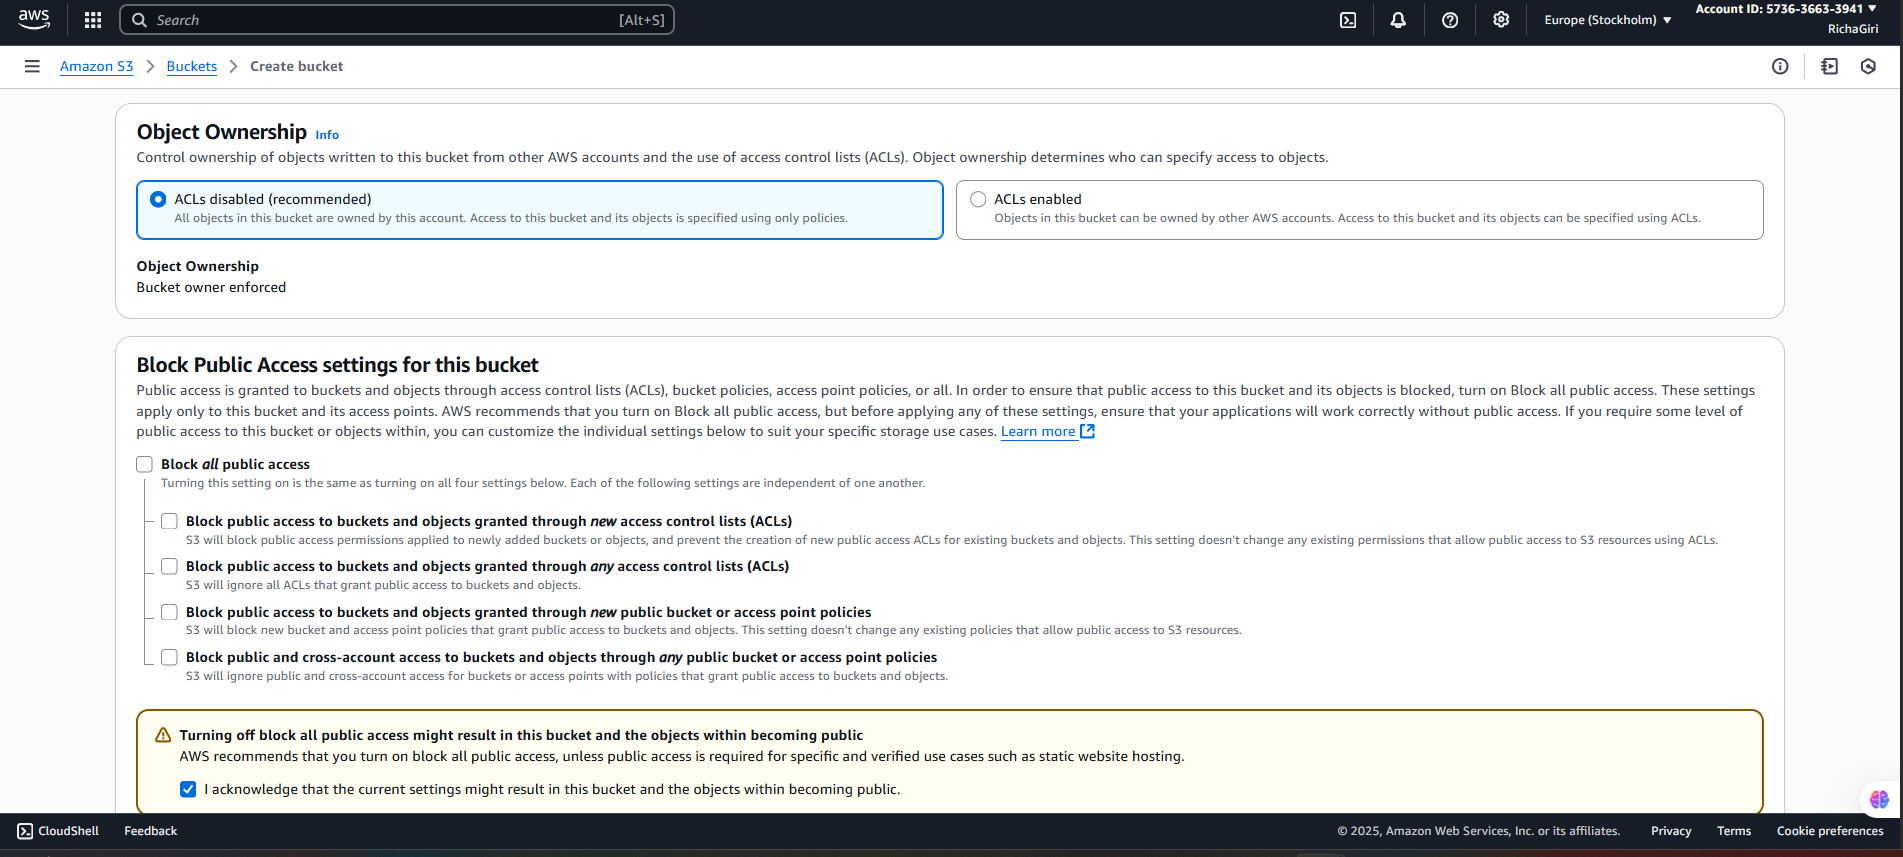 aws
Search
[Alt+S]
Europe (Stockholm)
Account ID: 5736-3663-3941
RichaGiri
Amazon S3
Buckets
Create bucket
Object Ownership Info
Control ownership of objects written to this bucket from other AWS accounts and the use of access control lists (ACLs). Object ownership determines who can specify access to objects.
ACLs disabled (recommended)
All objects in this bucket are owned by this account. Access to this bucket and its objects is specified using only policies.
ACLs enabled
Objects in this bucket can be owned by other AWS accounts. Access to this bucket and its objects can be specified using ACLs.
Object Ownership
Bucket owner enforced
Block Public Access settings for this bucket
Public access is granted to buckets and objects through access control lists (ACLs), bucket policies, access point policies, or all. In order to ensure that public access to this bucket and its objects is blocked, turn on Block all public access. These settings
apply only to this bucket and its access points. AWS recommends that you turn on Block all public access, but before applying any of these settings, ensure that your applications will work correctly without public access. If you require some level of
public access to this bucket or objects within, you can customize the individual settings below to suit your specific storage use cases. Learn more
Block all public access
Turning this setting on is the same as turning on all four settings below. Each of the following settings are independent of one another.
Block public access to buckets and objects granted through new access control lists (ACLs)
S3 will block public access permissions applied to newly added buckets or objects, and prevent the creation of new public access ACLs for existing buckets and objects. This setting doesn't change any existing permissions that allow public access to S3 resources using ACLs.
Block public access to buckets and objects granted through any access control lists (ACLs)
S3 will ignore all ACLs that grant public access to buckets and objects.
Block public access to buckets and objects granted through new public bucket or access point policies
S3 will block new bucket and access point policies that grant public access to buckets and objects. This setting doesn't change any existing policies that allow public access to S3 resources.
Block public and cross-account access to buckets and objects through any public bucket or access point policies
S3 will ignore public and cross-account access for buckets or access points with policies that grant public access to buckets and objects.
Turning off block all public access might result in this bucket and the objects within becoming public
AWS recommends that you turn on block all public access, unless public access is required for specific and verified use cases such as static website hosting.
I acknowledge that the current settings might result in this bucket and the objects within becoming public.
CloudShell
Feedback
© 2025, Amazon Web Services, Inc. or its affiliates.
Privacy
Terms
Cookie preferences